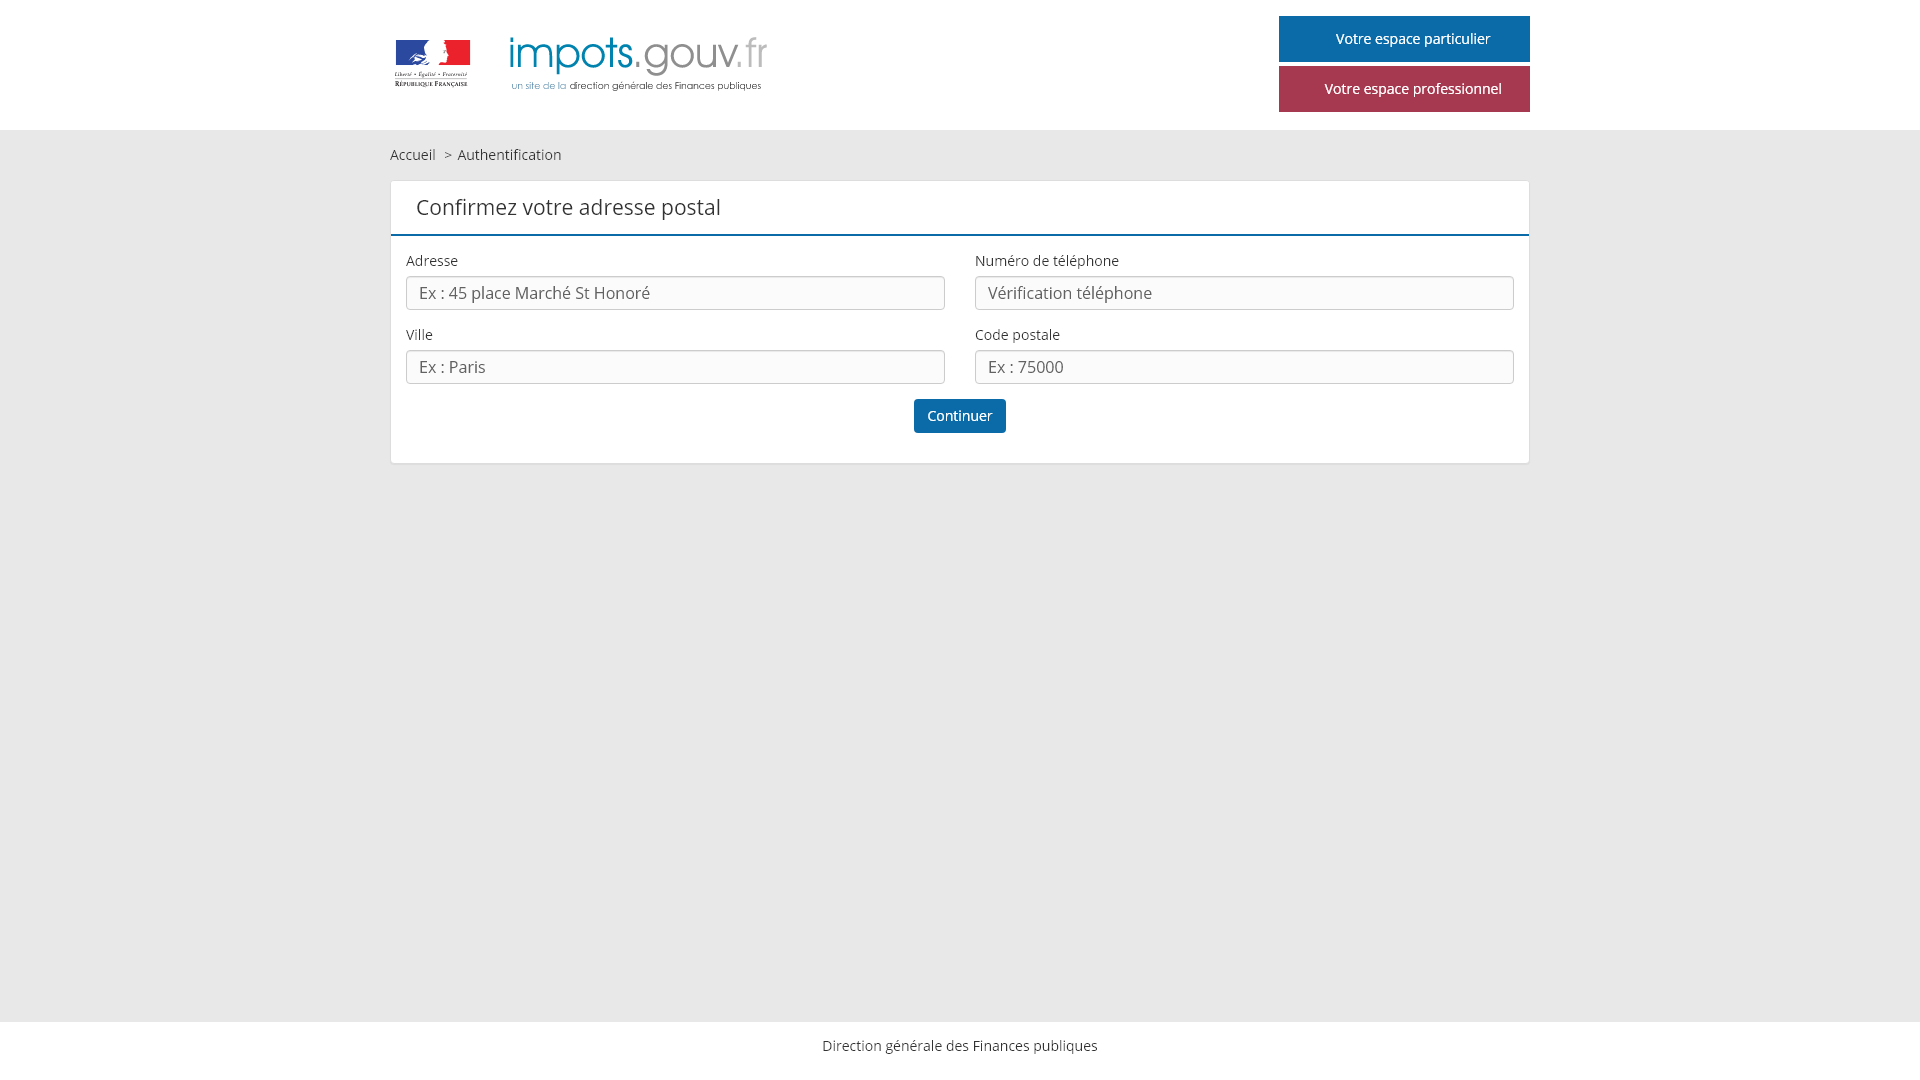 Liberté • Égalité • Fraternité
RÉPUBLIQUE FRANÇAISE
impots.gouv.fr
un site de la direction générale des Finances publiques
Votre espace particulier
Votre espace professionnel
Accueil > Authentification
Confirmez votre adresse postal
Adresse
Numéro de téléphone
Ex : 45 place Marché St Honoré
Vérification téléphone
Ville
Code postale
Ex : Paris
Ex : 75000
Continuer
Direction générale des Finances publiques